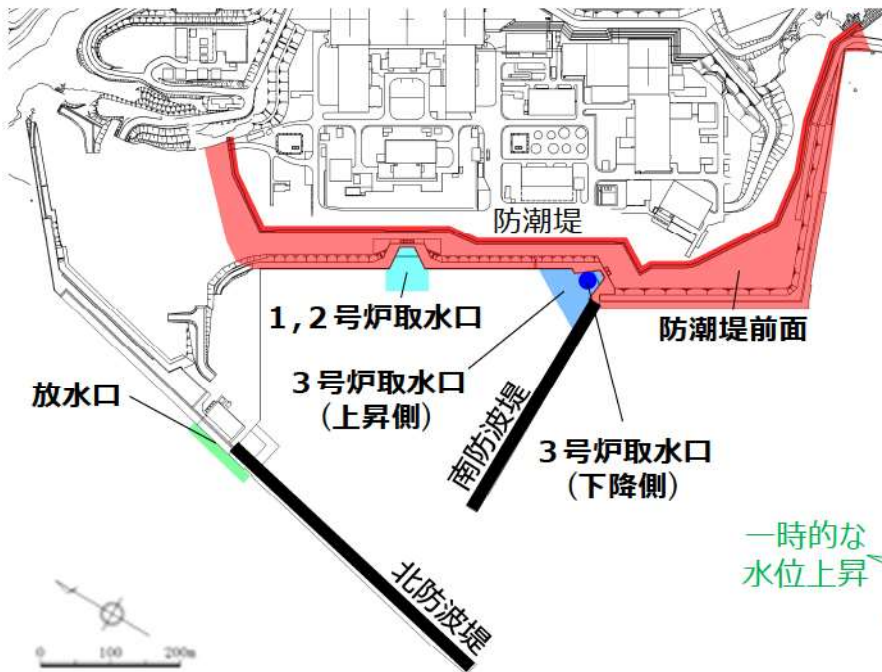 防潮堤
1,2号炉取水口
防潮堤前面
3号炉取水口
(上昇側)
放水口
3号炉取水口
(下降側)
南防波堤
一時的な
水位上昇
北防波堤
0 100 200m